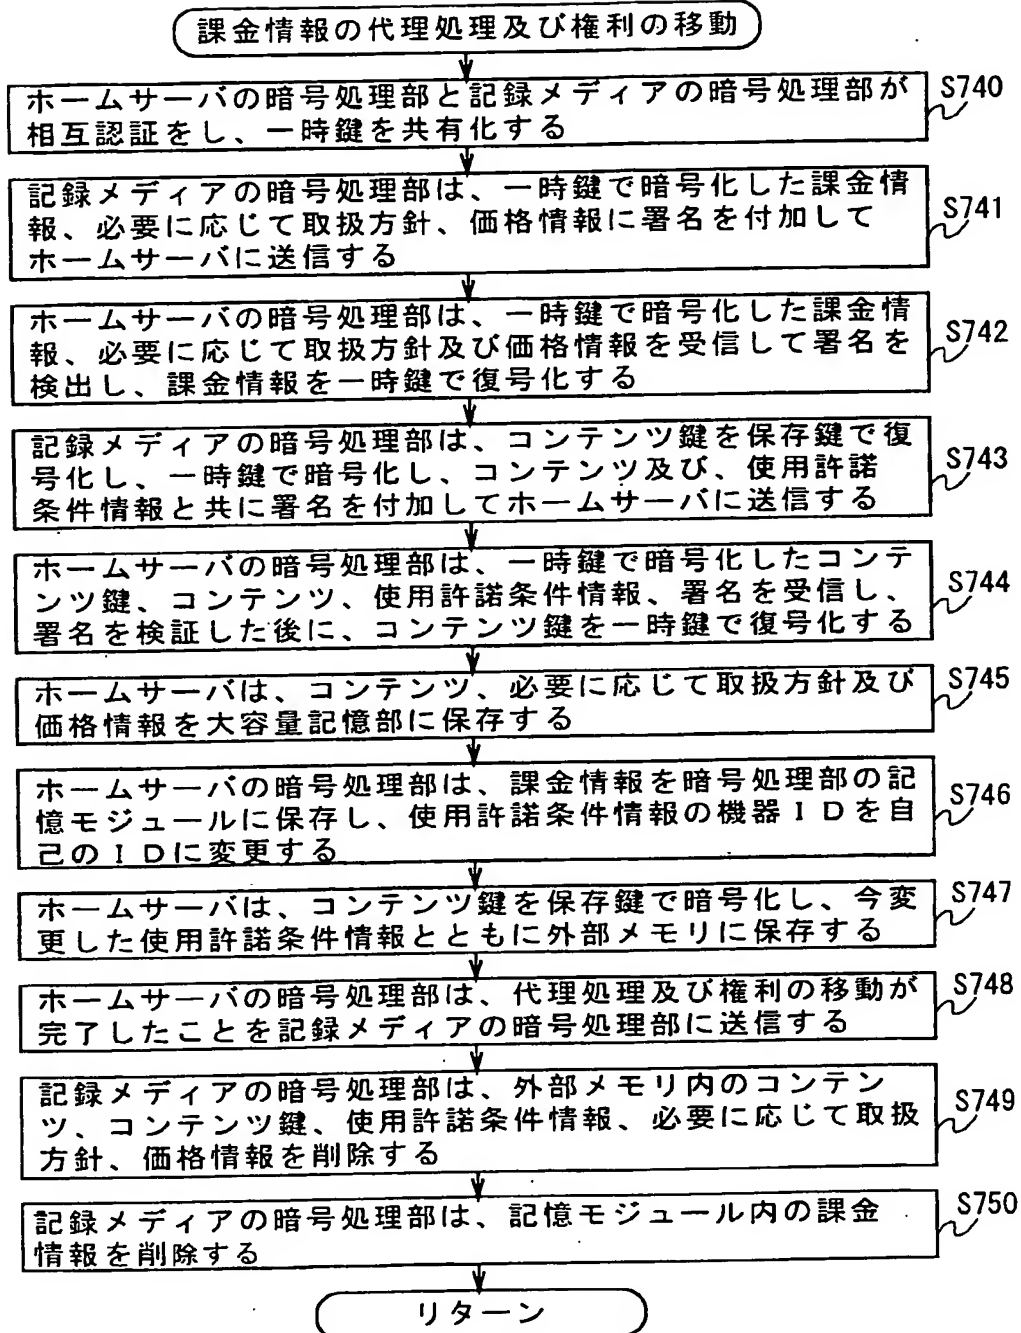 課金情報の代理処理及び権利の移動
ホームサーバの暗号処理部と記録メディアの暗号処理部が
相互認証をし、一時鍵を共有化する
S740
記録メディアの暗号処理部は、一時鍵で暗号化した課金情
報、必要に応じて取扱方針、価格情報に署名を付加して
ホームサーバに送信する
S741
ホームサーバの暗号処理部は、一時鍵で暗号化した課金情
報、必要に応じて取扱方針及び価格情報を受信して署名を
検出し、課金情報を一時鍵で復号化する
S742
記録メディアの暗号処理部は、コンテンツ鍵を保存鍵で復
号化し、一時鍵で暗号化し、コンテンツ及び、使用許諾
条件情報と共に署名を付加してホームサーバに送信する
S743
ホームサーバの暗号処理部は、一時鍵で暗号化したコンテ
ンツ鍵、コンテンツ、使用許諾条件情報、署名を受信し、
署名を検証した後に、コンテンツ鍵を一時鍵で復号化する
S744
ホームサーバは、コンテンツ、必要に応じて取扱方針及び
価格情報を大容量記憶部に保存する
S745
ホームサーバの暗号処理部は、課金情報を暗号処理部の記
憶モジュールに保存し、使用許諾条件情報の機器IDを自
己のIDに変更する
S746
ホームサーバは、コンテンツ鍵を保存鍵で暗号化し、今変
更した使用許諾条件情報とともに外部メモリに保存する
S747
ホームサーバの暗号処理部は、代理処理及び権利の移動が
完了したことを記録メディアの暗号処理部に送信する
S748
記録メディアの暗号処理部は、外部メモリ内のコンテン
ツ、コンテンツ鍵、使用許諾条件情報、必要に応じて取扱
方針、価格情報を削除する
S749
記録メディアの暗号処理部は、記憶モジュール内の課金
情報を削除する
S750
リターン